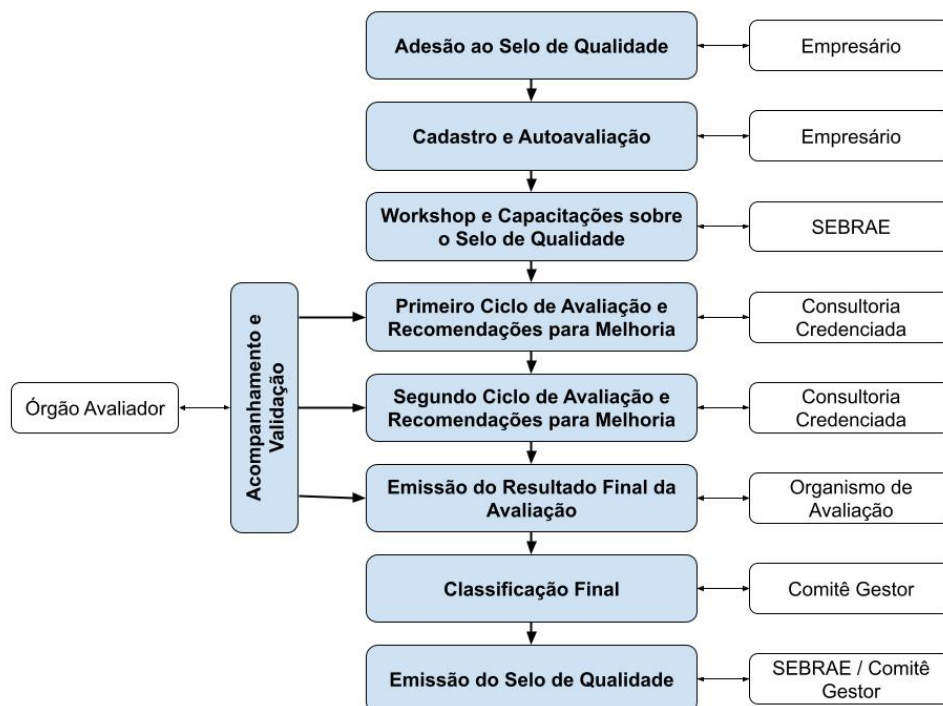 Adesão ao Selo de Qualidade
Empresário
Cadastro e Autoavaliação
Empresário
Workshop e Capacitações sobre
o Selo de Qualidade
SEBRAE
Primeiro Ciclo de Avaliação e
Recomendações para Melhoria
Consultoria
Credenciada
Órgão Avaliador
Acompanhamento e
Validação
Segundo Ciclo de Avaliação e
Recomendações para Melhoria
Consultoria
Credenciada
Emissão do Resultado Final da
Avaliação
Organismo de
Avaliação
Classificação Final
Comitê Gestor
Emissão do Selo de Qualidade
SEBRAE / Comitê
Gestor